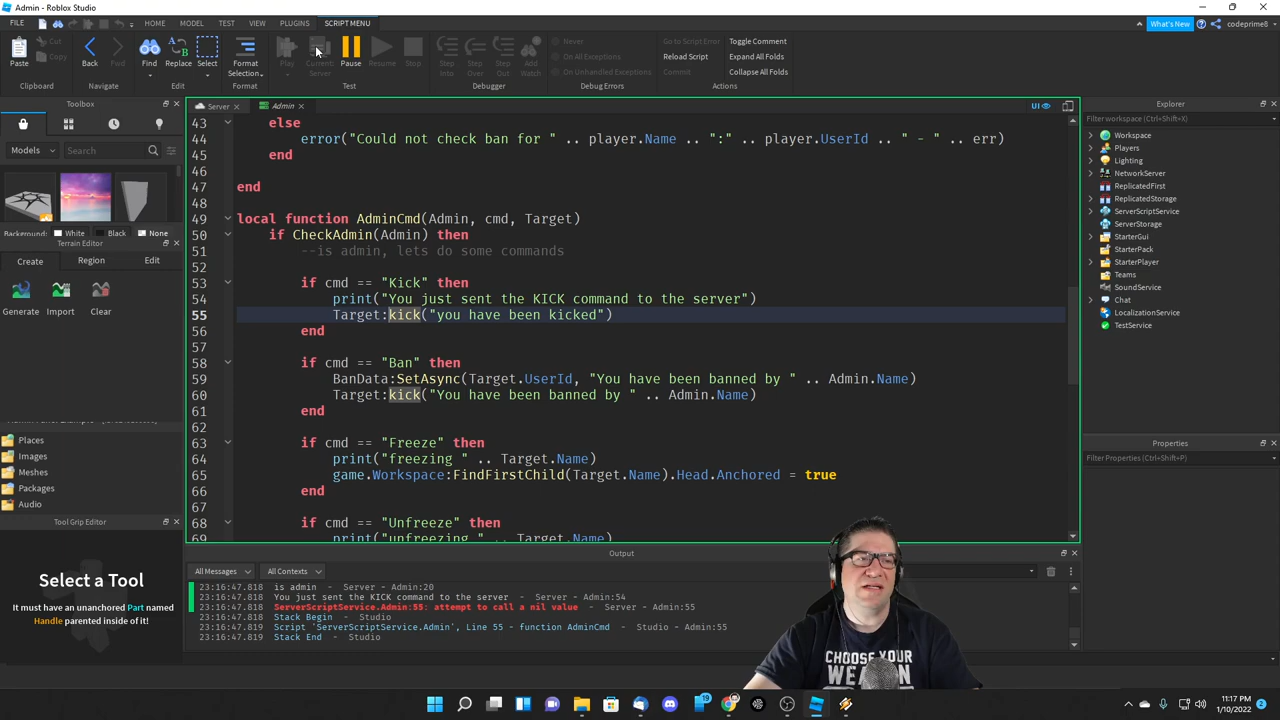 Admin - Roblox Studio
FILE HOME MODEL TEST VIEW PLUGINS SCRIPT MENU What's New codeprime8
Paste Cut Copy Back Fwd Find Replace Select Format Selection... Play Current: Server Pause Resume Stop Step Into Step Over Step Out Add Watch Never On All Exceptions On Unhandled Exceptions Go to Script Error Reload Script Commit Toggle Comment Expand All Folds Collapse All Folds
Clipboard Navigate Edit Format Test Debugger Debug Errors Actions
Toolbox
Models Search
Background: White Black None
Terrain Editor
Create Region Edit
Generate Import Clear
Places
Images
Meshes
Packages
Audio
Tool Grip Editor
Select a Tool
It must have an unanchored Part named
Handle parented inside of it!
Server Admin UI
43 else
44 error("Could not check ban for " .. player.Name .. ":" .. player.UserId .. " - " .. err)
45 end
46
47 end
48
49 local function AdminCmd(Admin, cmd, Target)
50 if CheckAdmin(Admin) then
51 --is admin, lets do some commands
52
53 if cmd == "Kick" then
54 print("You just sent the KICK command to the server")
55 Target:kick("you have been kicked")
56 end
57
58 if cmd == "Ban" then
59 BanData:SetAsync(Target.UserId, "You have been banned by " .. Admin.Name)
60 Target:kick("You have been banned by " .. Admin.Name)
61 end
62
63 if cmd == "Freeze" then
64 print("freezing " .. Target.Name)
65 game.Workspace:FindFirstChild(Target.Name).Head.Anchored = true
66 end
67
68 if cmd == "Unfreeze" then
69 print("unfreezing " .. Target.Name)
Output
All Messages All Contexts
23:16:47.818 is admin - Server - Admin:20
23:16:47.818 You just sent the KICK command to the server - Server - Admin:54
23:16:47.818 ServerScriptService.Admin:55: attempt to call a nil value - Server - Admin:55
23:16:47.818 Stack Begin - Studio
23:16:47.819 Script 'ServerScriptService.Admin', Line 55 - function AdminCmd - Studio - Admin:55
23:16:47.819 Stack End - Studio
Explorer
Filter workspace (Ctrl+Shift+X)
Workspace
Players
Lighting
NetworkServer
ReplicatedFirst
ReplicatedStorage
ServerScriptService
ServerStorage
StarterGui
StarterPack
StarterPlayer
Teams
SoundService
Chat
LocalizationService
TestService
Properties
Filter Properties (Ctrl+Shift+P)
CHOOSE YOUR
WEAPON
19
11:17 PM
1/10/2022
2